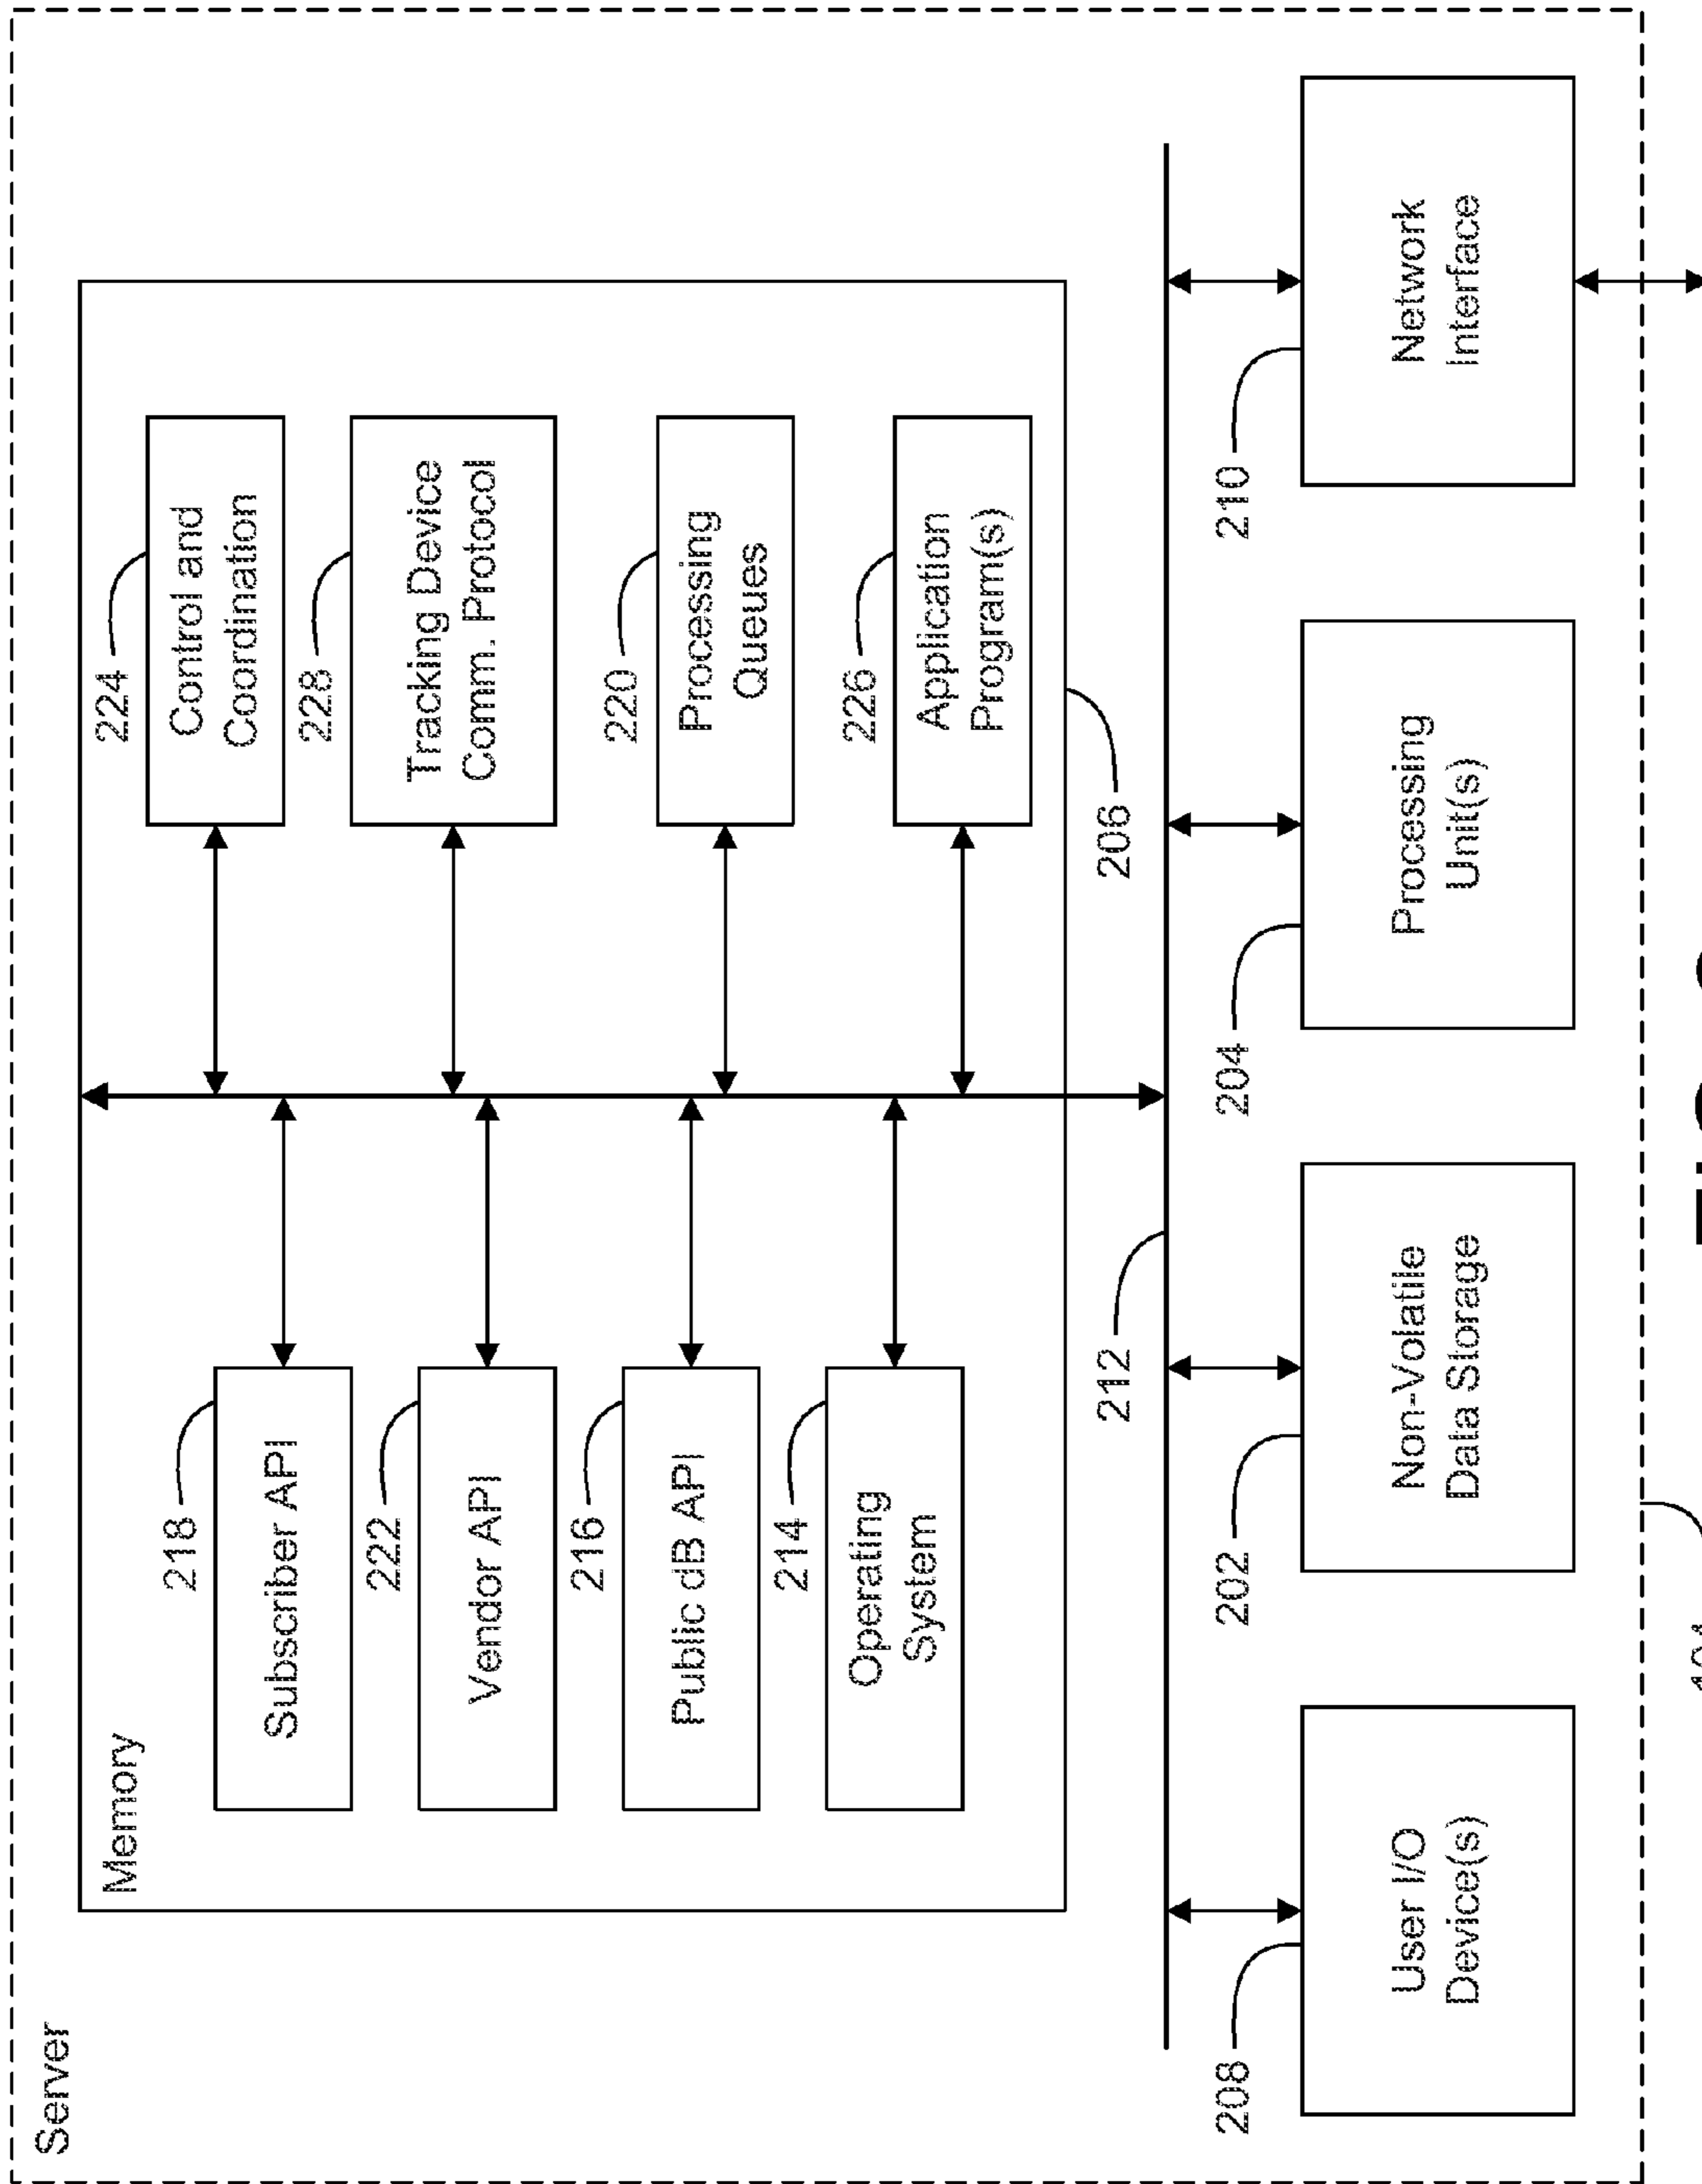 Server
Memory
218
Subscriber API
222
Vendor API
216
Public dB API
214
Operating
System
224
Control and
Coordination
228
Tracking Device
Comm. Protocol
220
Processing
Queues
226
Application
Program(s)
206
212
208
User I/O
Device(s)
202
Non-Volatile
Data Storage
204
Processing
Unit(s)
210
Network
Interface